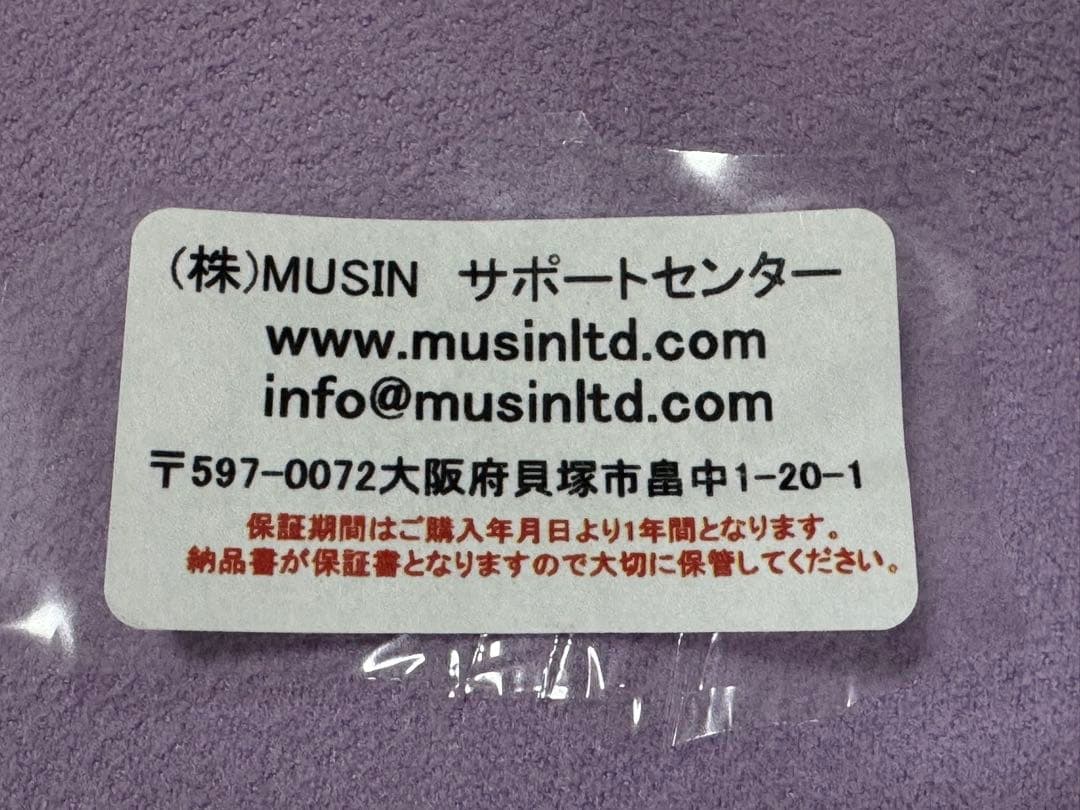 (株)MUSIN サポートセンター
www.musinltd.com
info@musinltd.com
〒597-0072大阪府貝塚市畠中1-20-1
保証期間はご購入年月日より1年間となります。
納品書が保証書となりますので大切に保管してください。